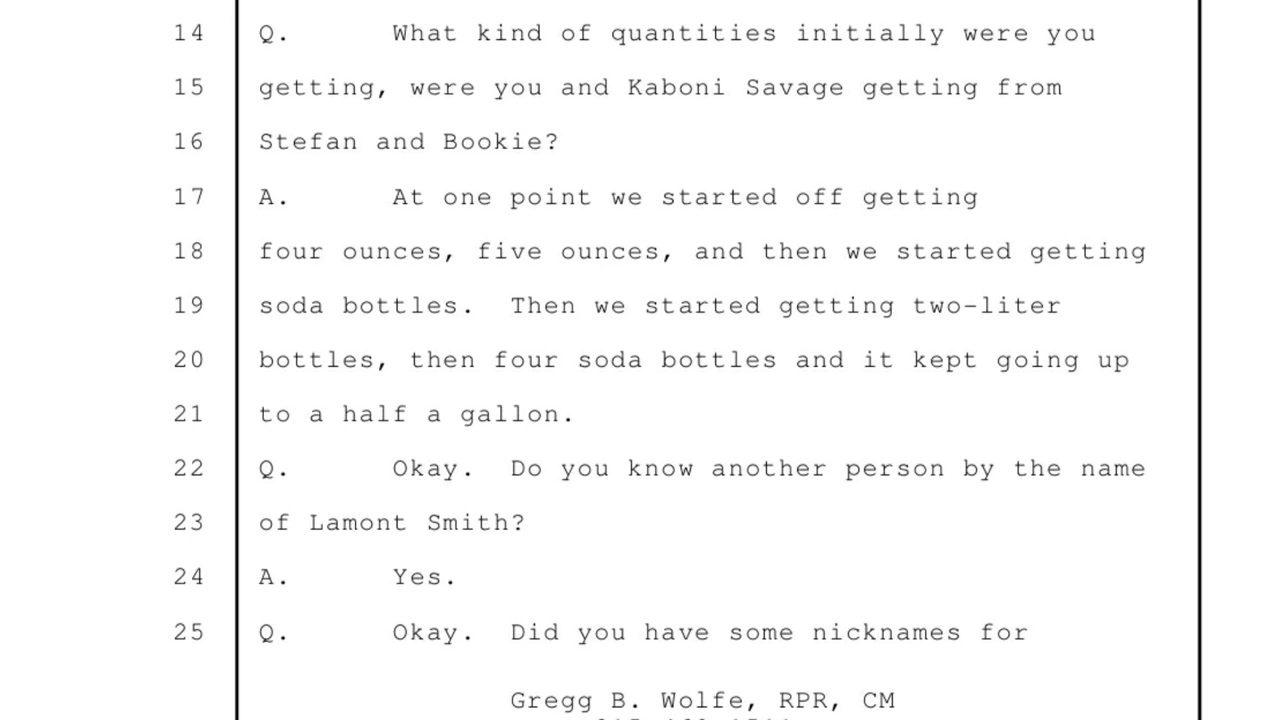 14 Q. What kind of quantities initially were you
15 getting, were you and Kaboni Savage getting from
16 Stefan and Bookie?
17 A. At one point we started off getting
18 four ounces, five ounces, and then we started getting
19 soda bottles. Then we started getting two-liter
20 bottles, then four soda bottles and it kept going up
21 to a half a gallon.
22 Q. Okay. Do you know another person by the name
23 of Lamont Smith?
24 A. Yes.
25 Q. Okay. Did you have some nicknames for
Gregg B. Wolfe, RPR, CM